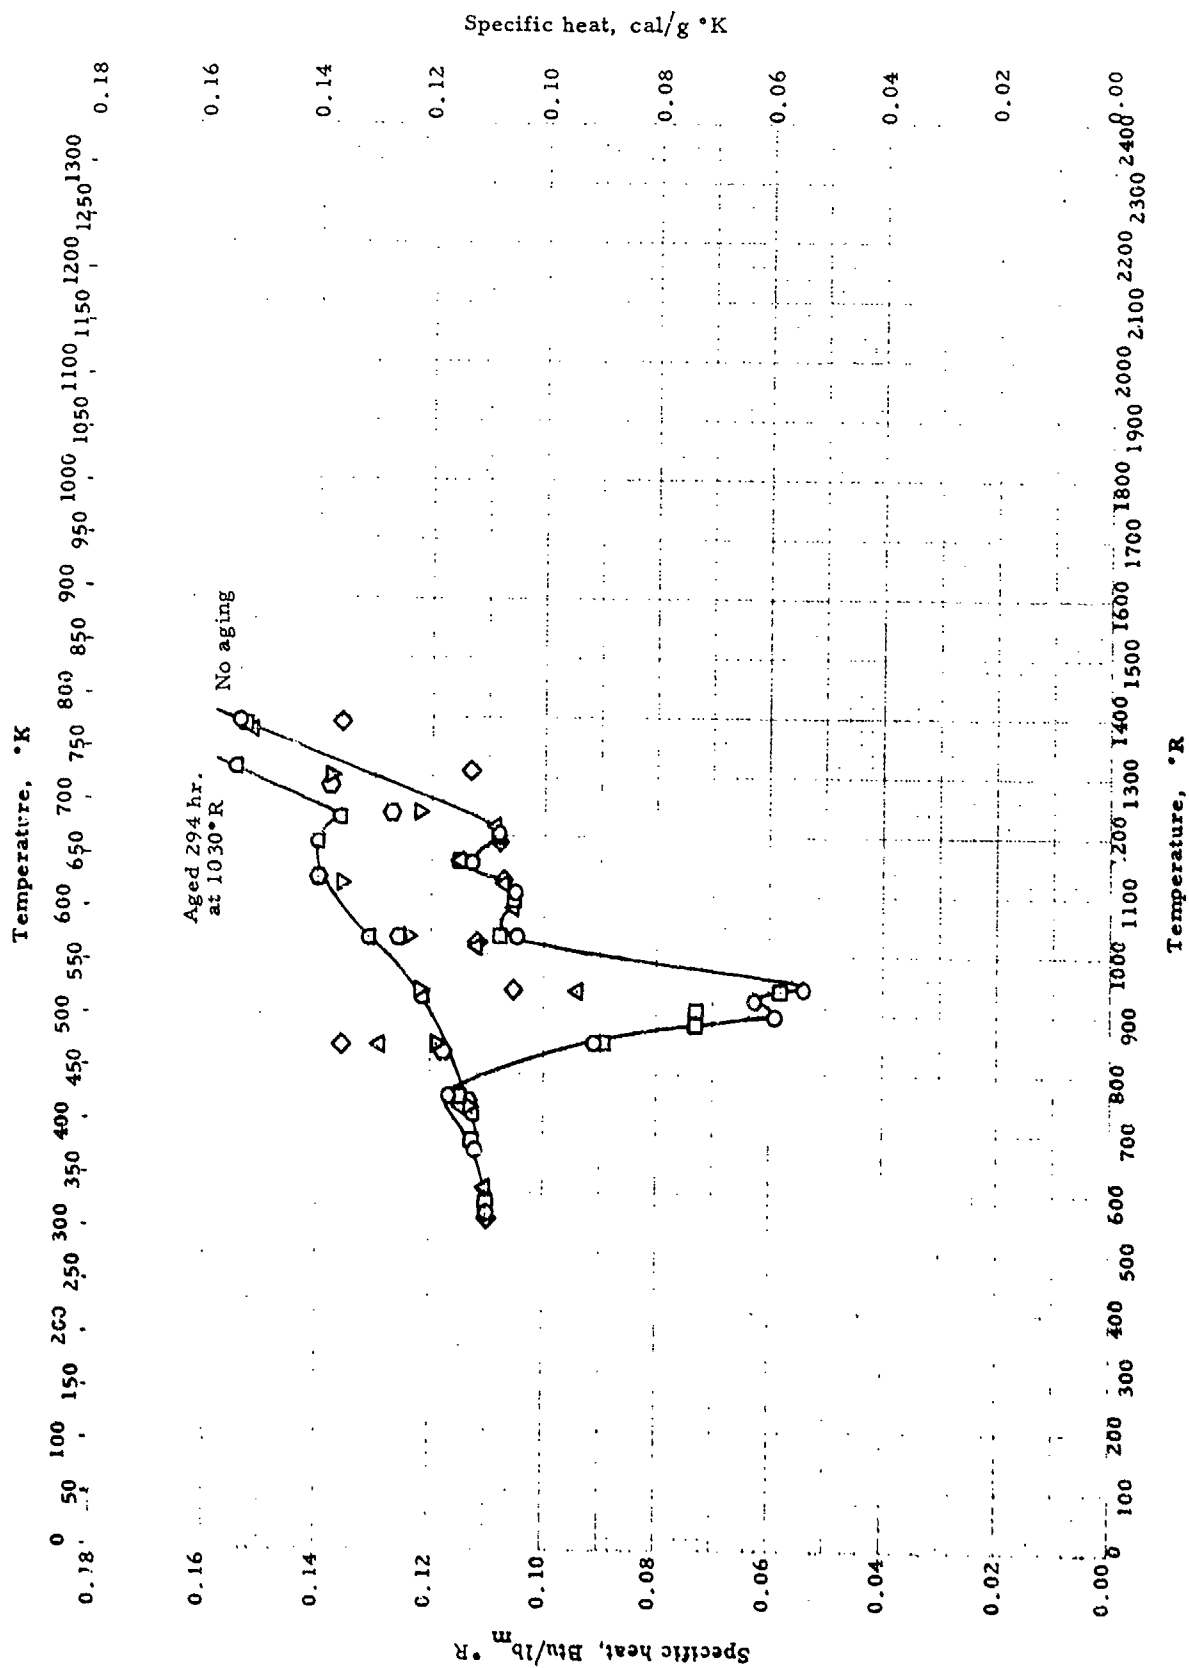 Specific heat, cal/g °K
0.18 0.16 0.14 0.12 0.10 0.08 0.06 0.04 0.02 0.00
Temperature, °K
0 50 100 150 200 250 300 350 400 450 500 550 600 650 700 750 800 850 900 950 1000 1050 1100 1150 1200 1250 1300
No aging
Aged 294 hr.
at 1030°R
0 100 200 300 400 500 600 700 800 900 1000 1100 1200 1300 1400 1500 1600 1700 1800 1900 2000 2100 2200 2300 2400
Temperature, °R
0.18 0.16 0.14 0.12 0.10 0.08 0.06 0.04 0.02 0.00
Specific heat, Btu/lbm °R